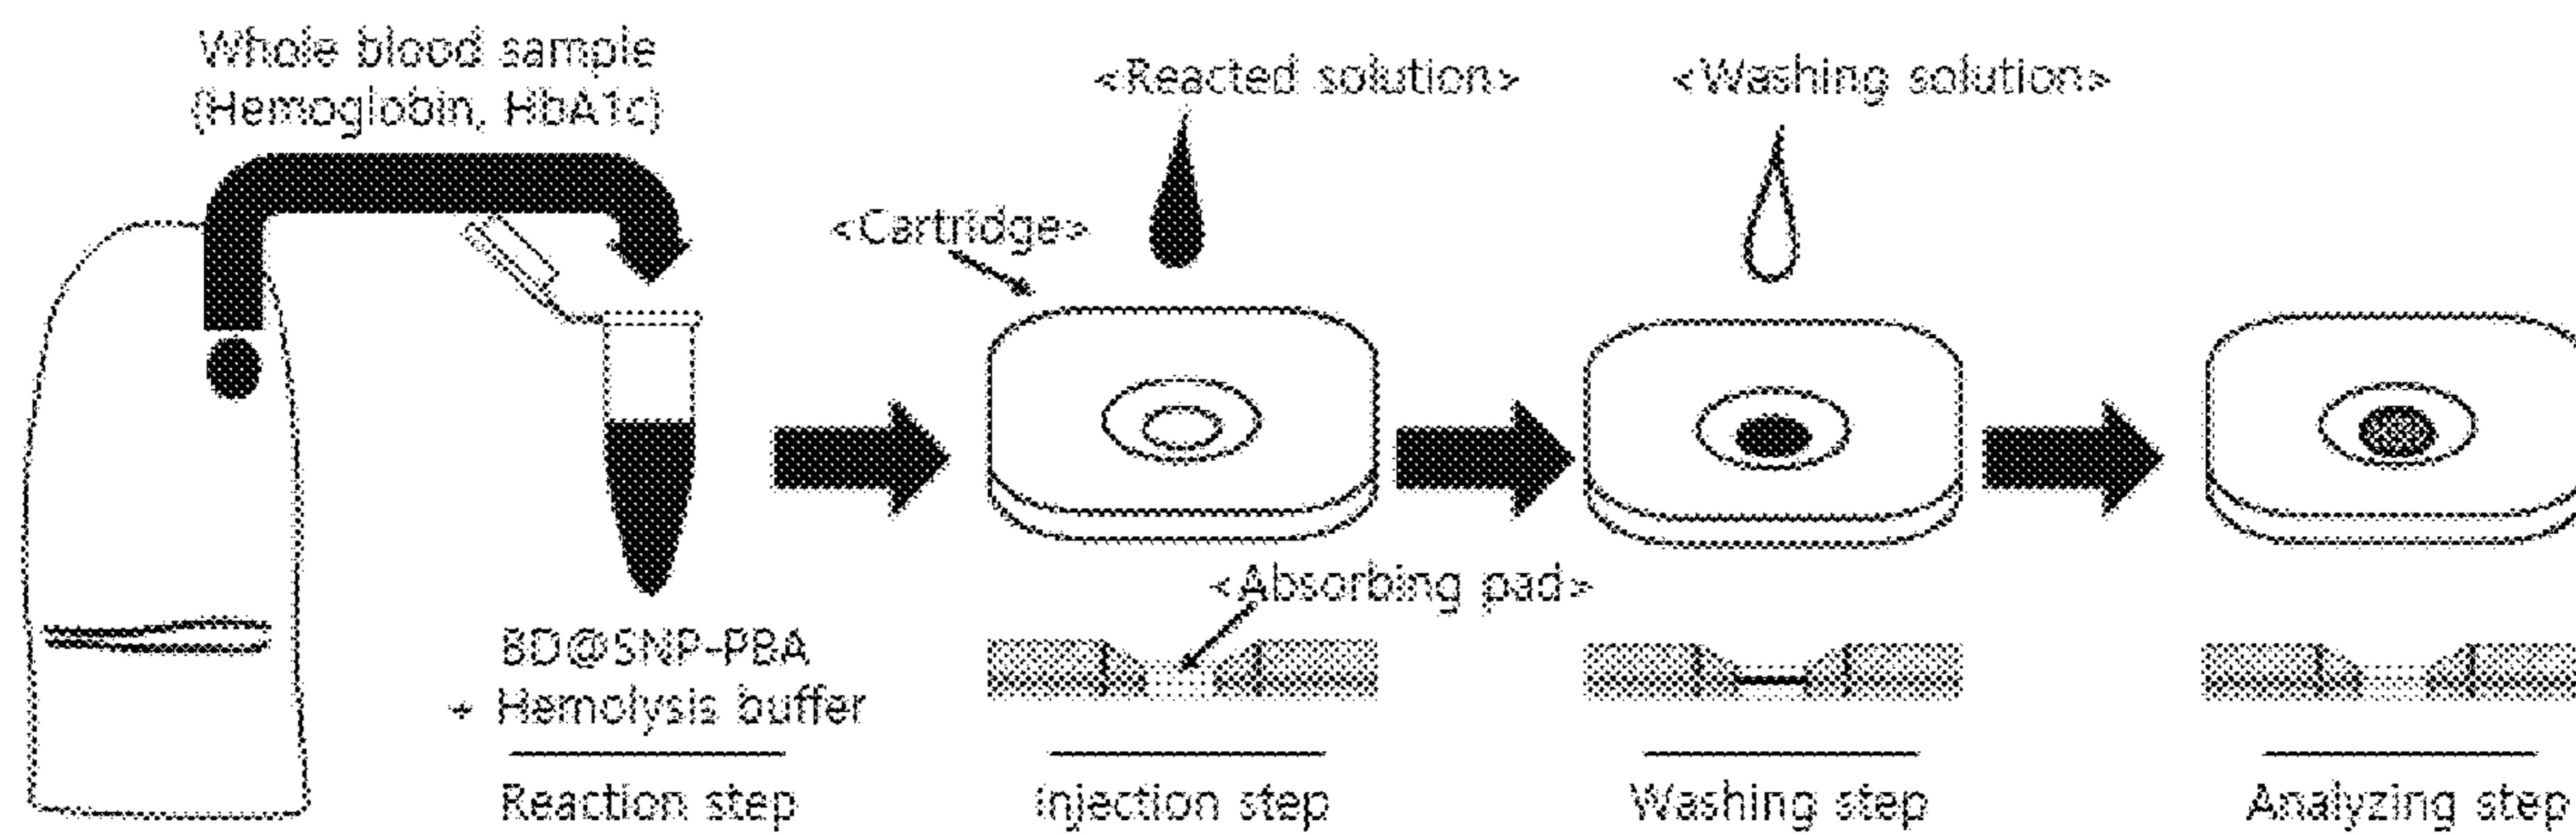 Whole blood sample
(Hemoglobin, HbA1c)
<Reacted solution>
<Washing solution>
<Cartridge>
<Absorbing pad>
BD@SNP-PBA
+ Hemolysis buffer
Reaction step
Injection step
Washing step
Analyzing step